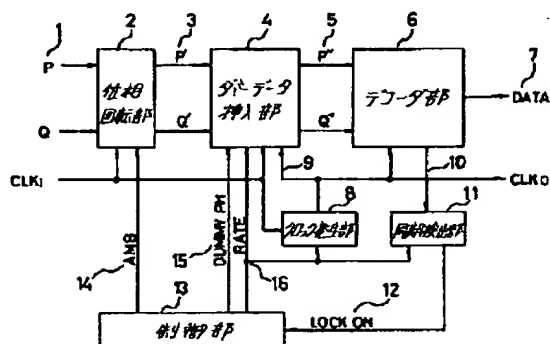 1
2
3
4
5
6
7
P
P'
P"
位相
回転部
ダミーデータ
挿入部
デコーダ部
DATA
Q
Q'
Q"
9
10
CLKI
CLKO
8
11
クロック発生部
同期検出部
AMB
14
15
DUMMY PH
RATE
16
12
13
制御部
LOCK ON